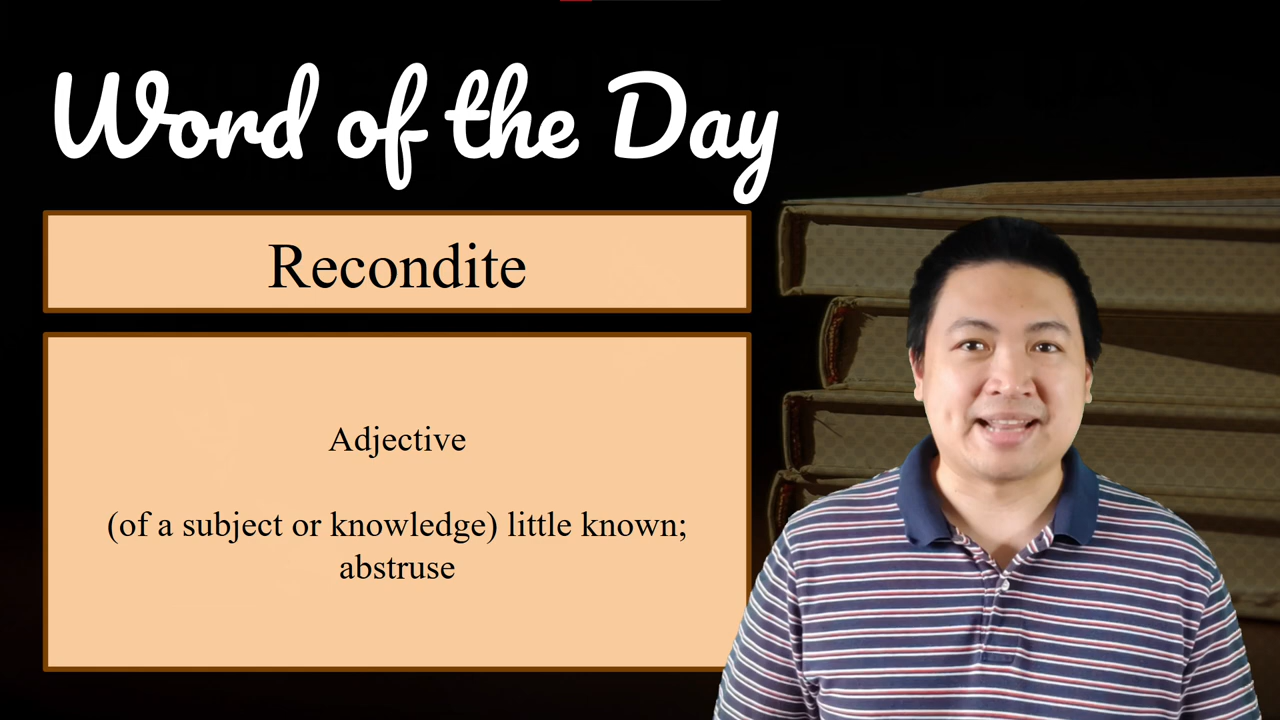 Word of the Day
Recondite
Adjective
(of a subject or knowledge) little known;
abstruse